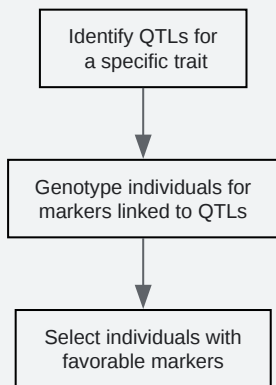 Identify QTLs for
a specific trait
Genotype individuals for
markers linked to QTLs
Select individuals with
favorable markers